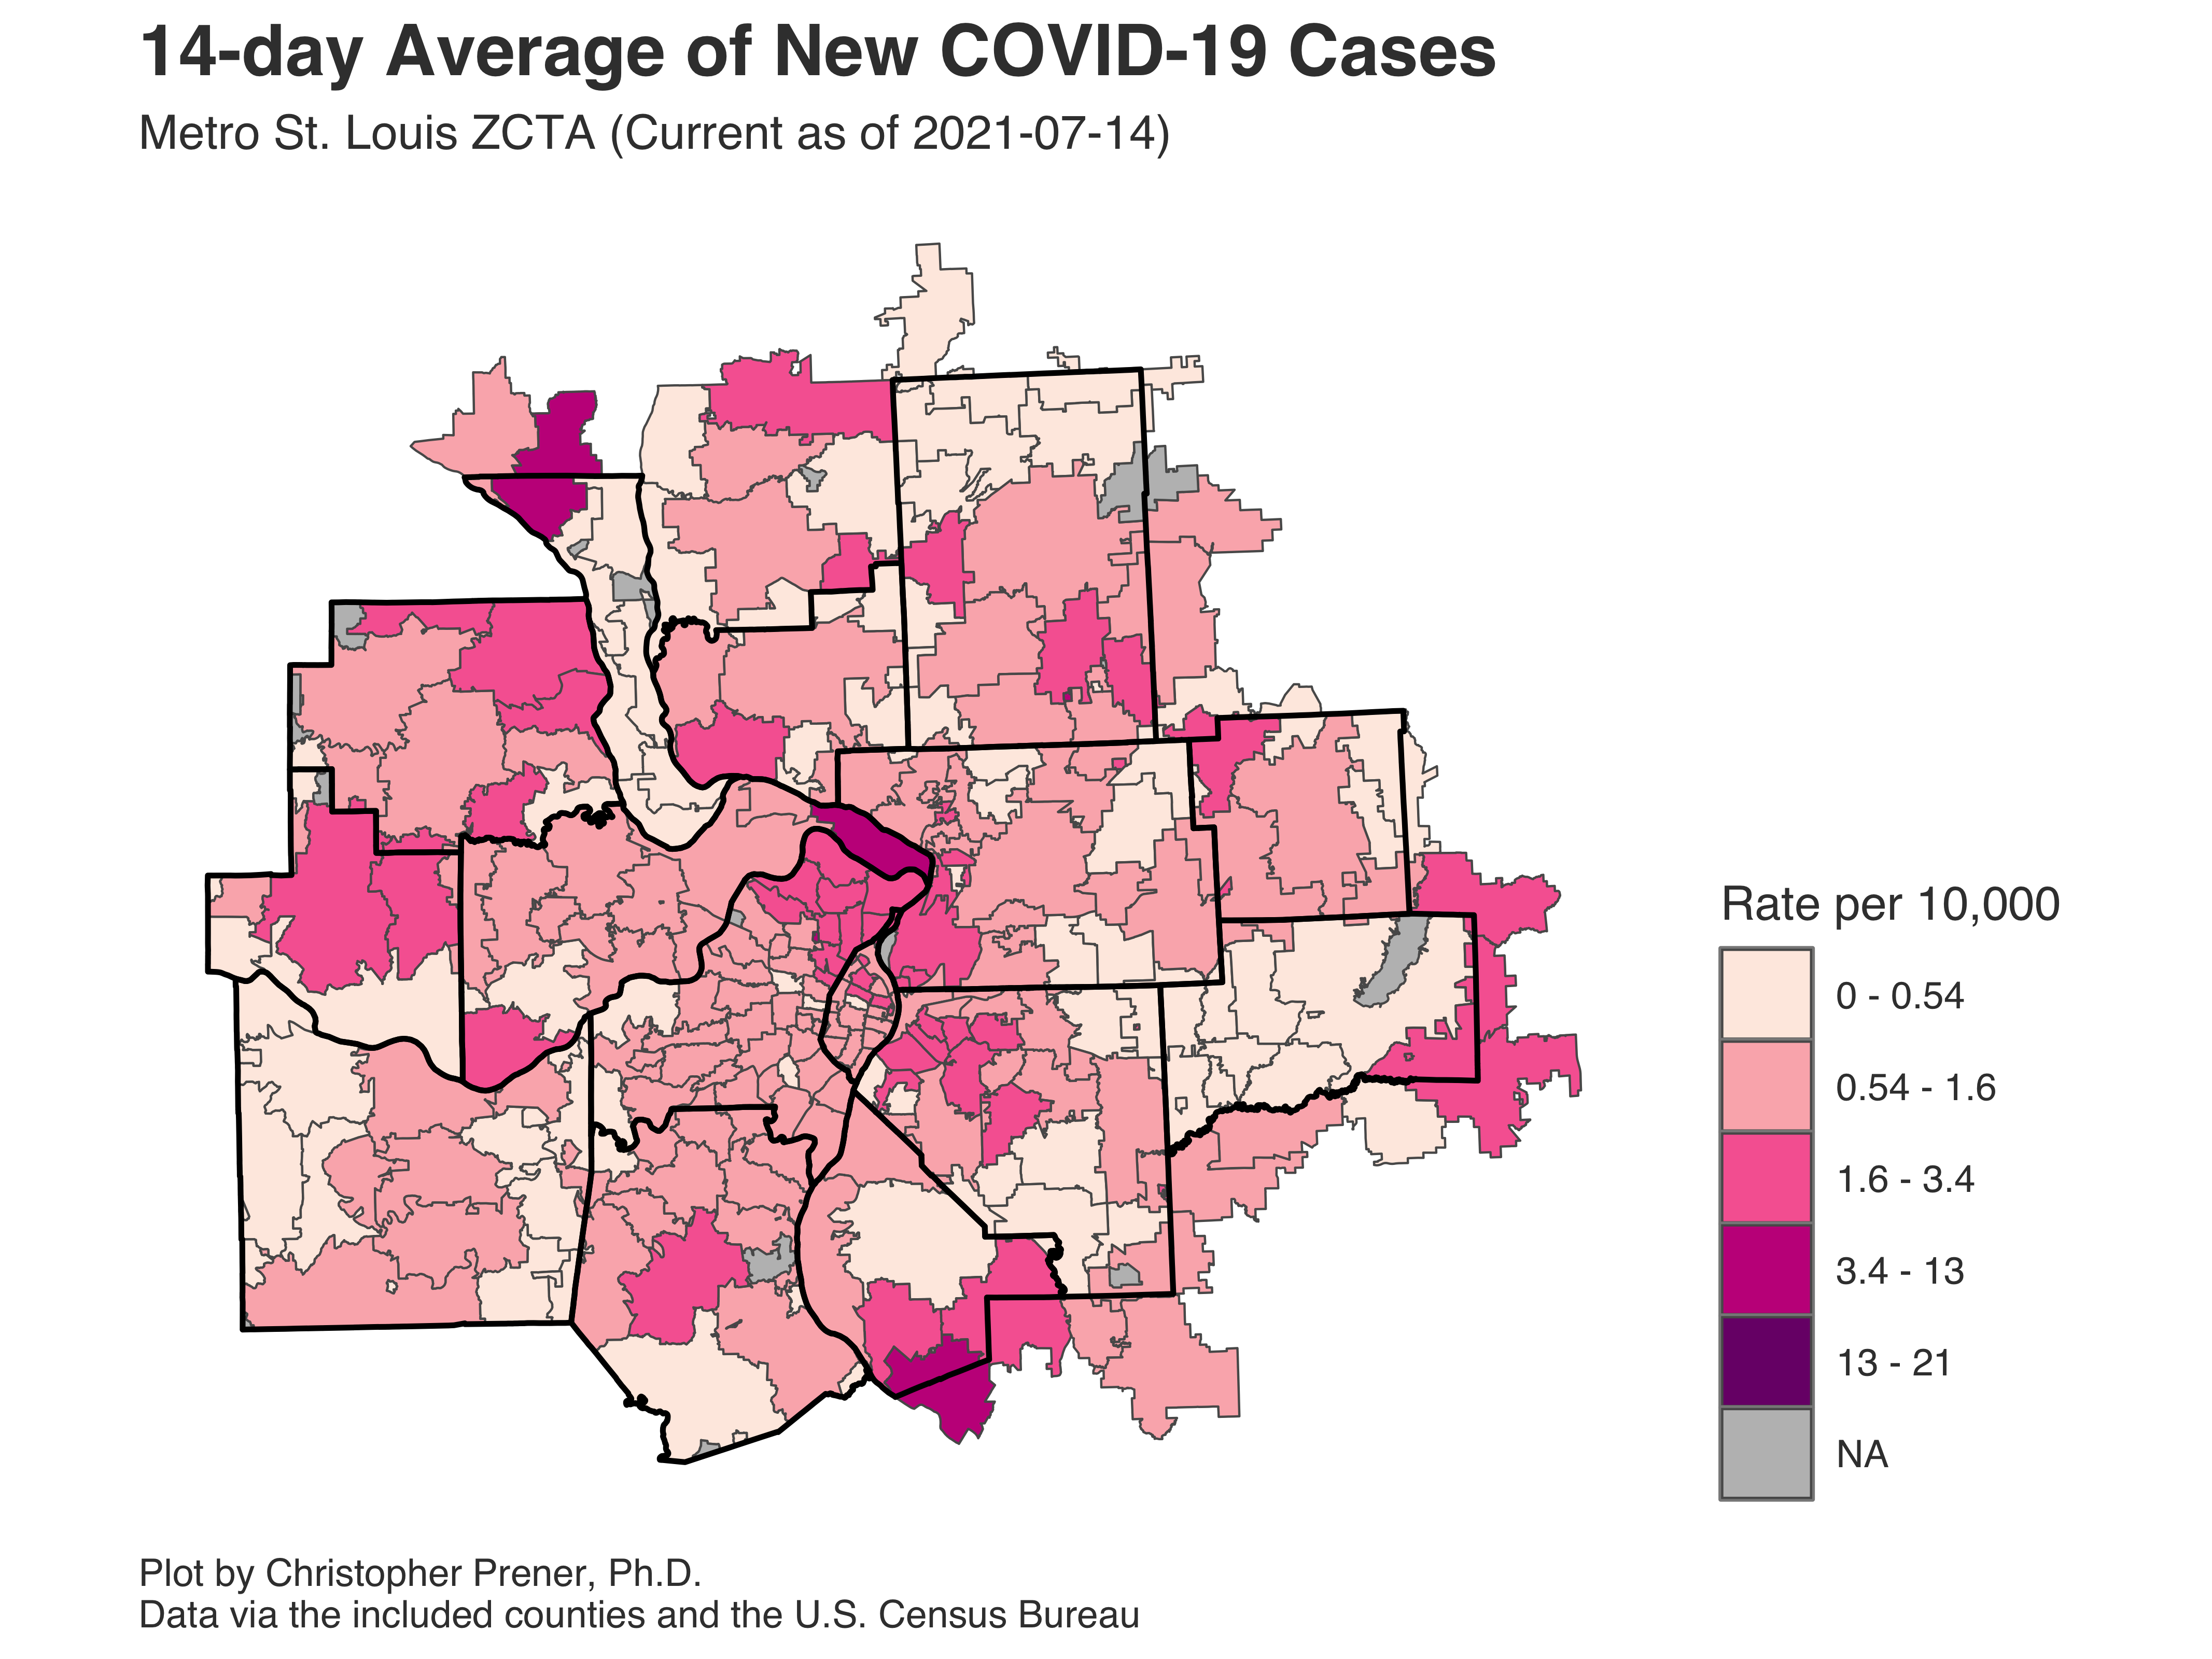 14-day Average of New COVID-19 Cases
Metro St. Louis ZCTA (Current as of 2021-07-14)
Rate per 10,000
0 - 0.54
0.54 - 1.6
1.6 - 3.4
3.4 - 13
13 - 21
NA
Plot by Christopher Prener, Ph.D.
Data via the included counties and the U.S. Census Bureau